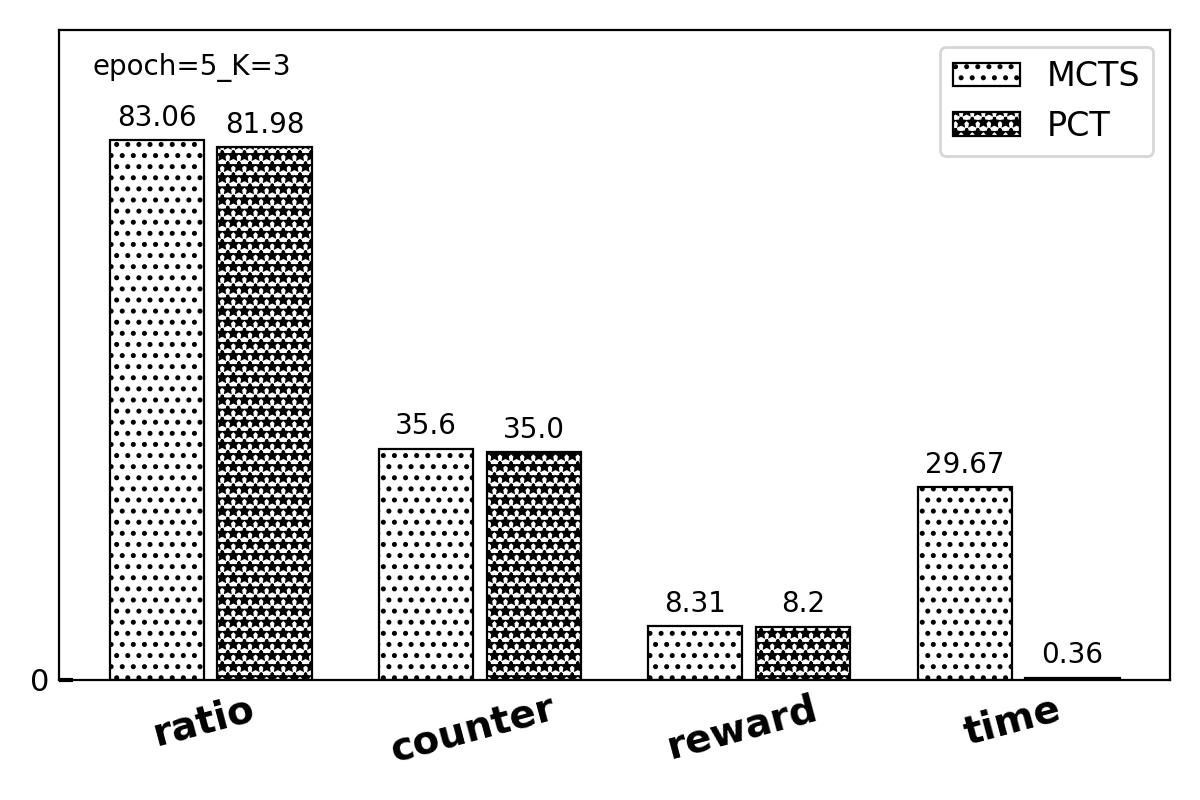 epoch=5_K=3
MCTS
PCT
83.06
81.98
35.6
35.0
8.31
8.2
29.67
0.36
0
ratio
counter
reward
time